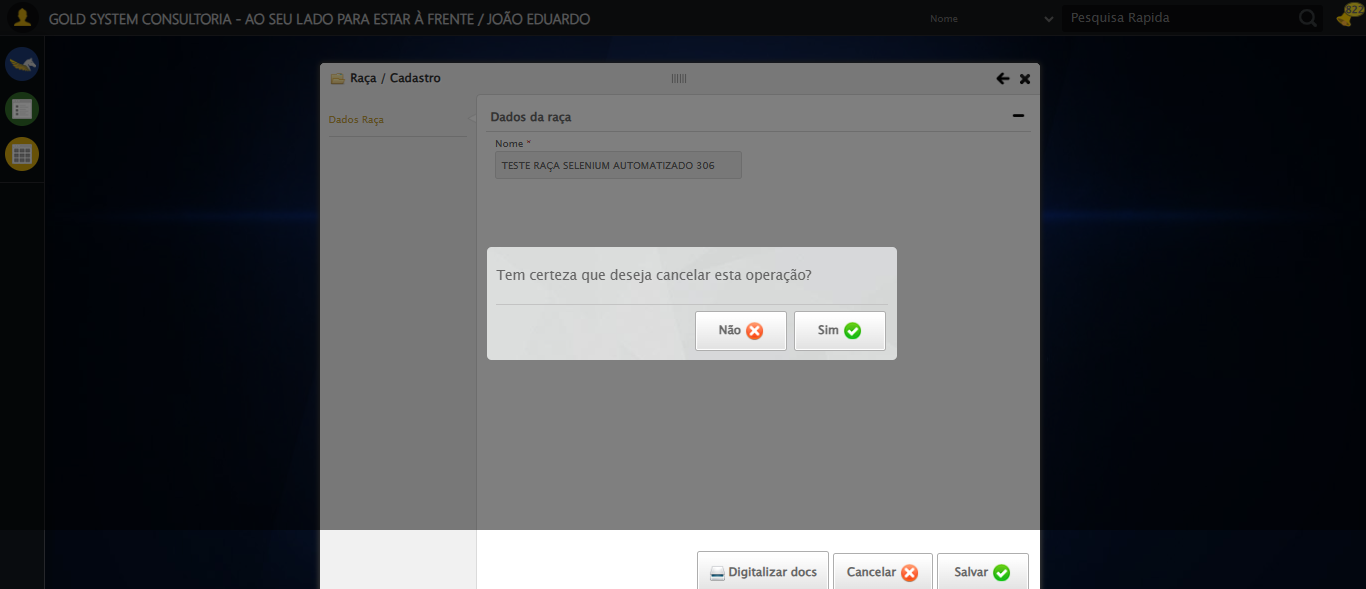 GOLD SYSTEM CONSULTORIA - AO SEU LADO PARA ESTAR À FRENTE / JOÃO EDUARDO
Nome
Pesquisa Rapida
822
Raça / Cadastro
Dados Raça
Dados da raça
Nome *
TESTE RAÇA SELENIUM AUTOMATIZADO 306
Tem certeza que deseja cancelar esta operação?
Não
Sim
Digitalizar docs
Cancelar
Salvar